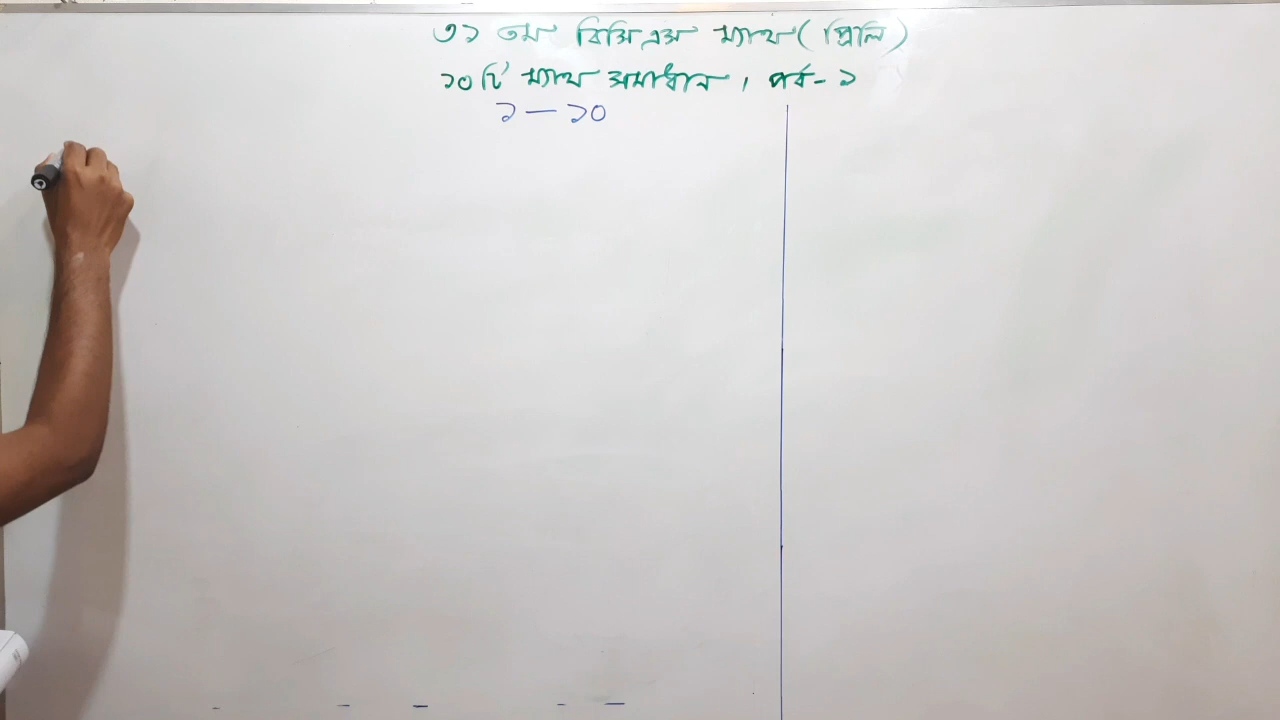 ৩১ তম বিসিএস ম্যাথ (প্রিলি)
১০টি ম্যাথ সমাধান। পর্ব- ১
১ — ১০